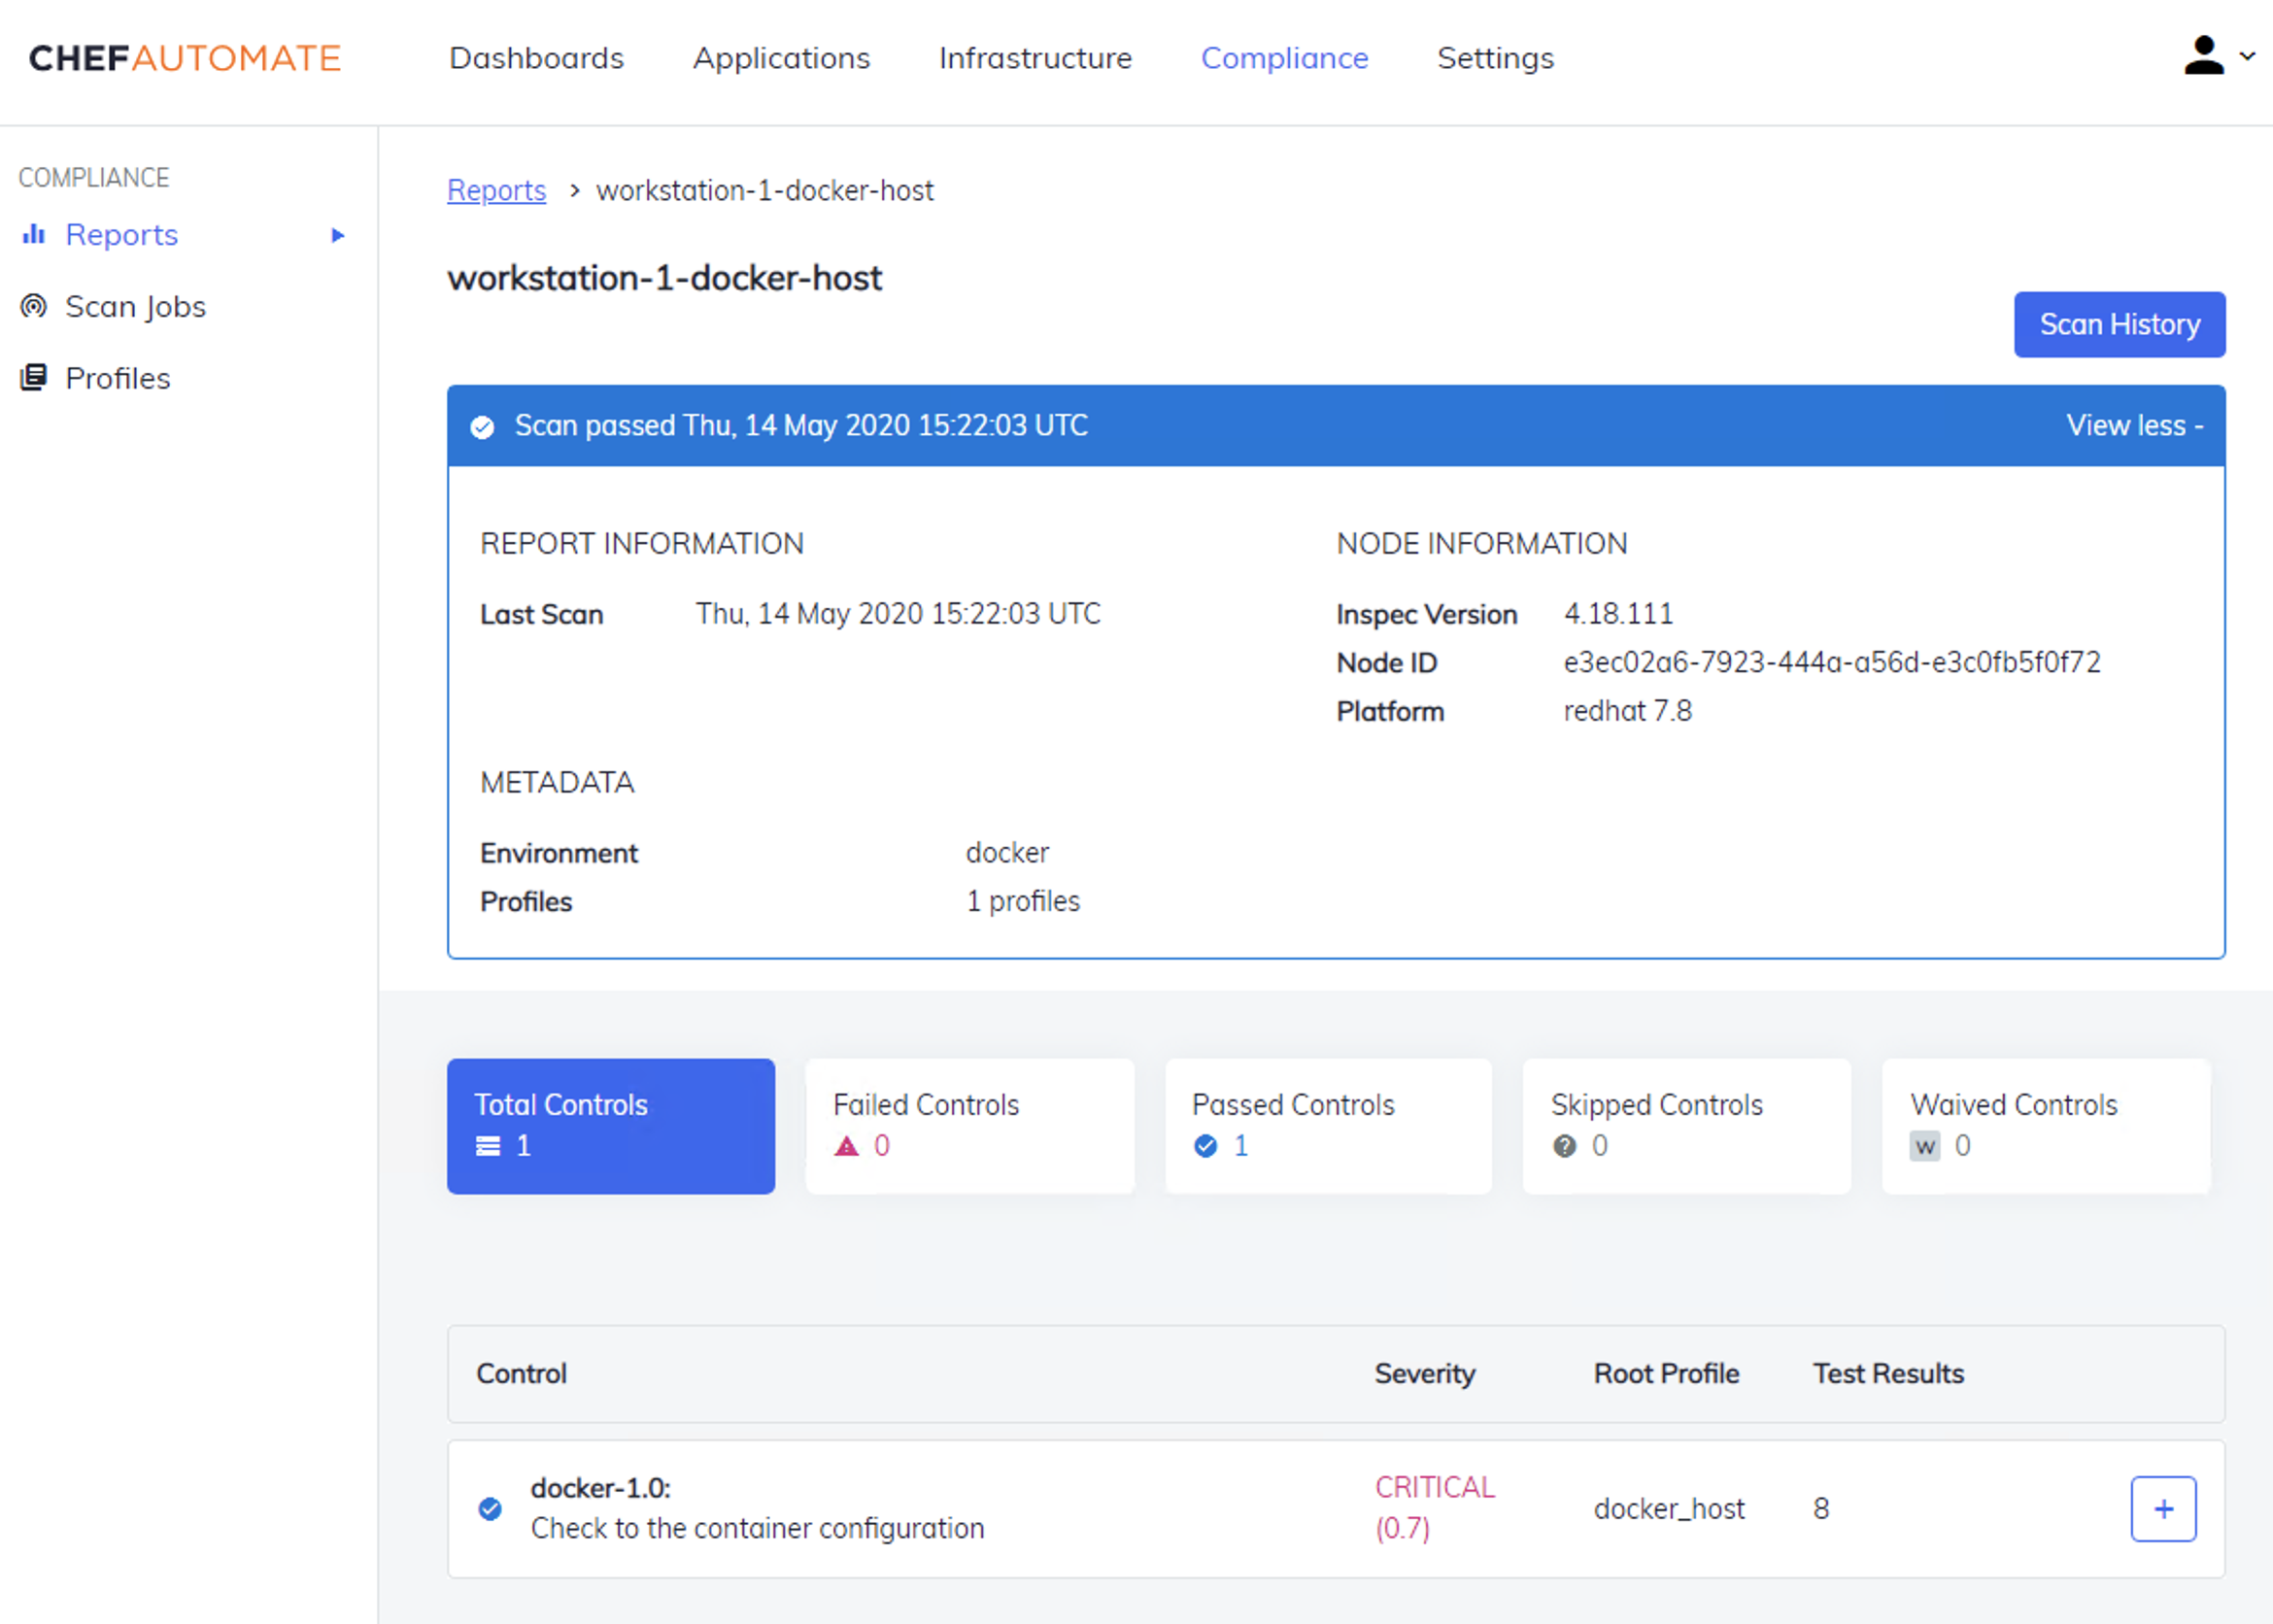 CHEFAUTOMATE Dashboards Applications Infrastructure Compliance Settings
COMPLIANCE
Reports
Scan Jobs
Profiles
Reports > workstation-1-docker-host
workstation-1-docker-host
Scan History
Scan passed Thu, 14 May 2020 15:22:03 UTC View less -
REPORT INFORMATION
Last Scan Thu, 14 May 2020 15:22:03 UTC
NODE INFORMATION
Inspec Version 4.18.111
Node ID e3ec02a6-7923-444a-a56d-e3c0fb5f0f72
Platform redhat 7.8
METADATA
Environment docker
Profiles 1 profiles
Total Controls
1
Failed Controls
0
Passed Controls
1
Skipped Controls
0
Waived Controls
W 0
Control Severity Root Profile Test Results
docker-1.0:
Check to the container configuration
CRITICAL
(0.7)
docker_host
8
+